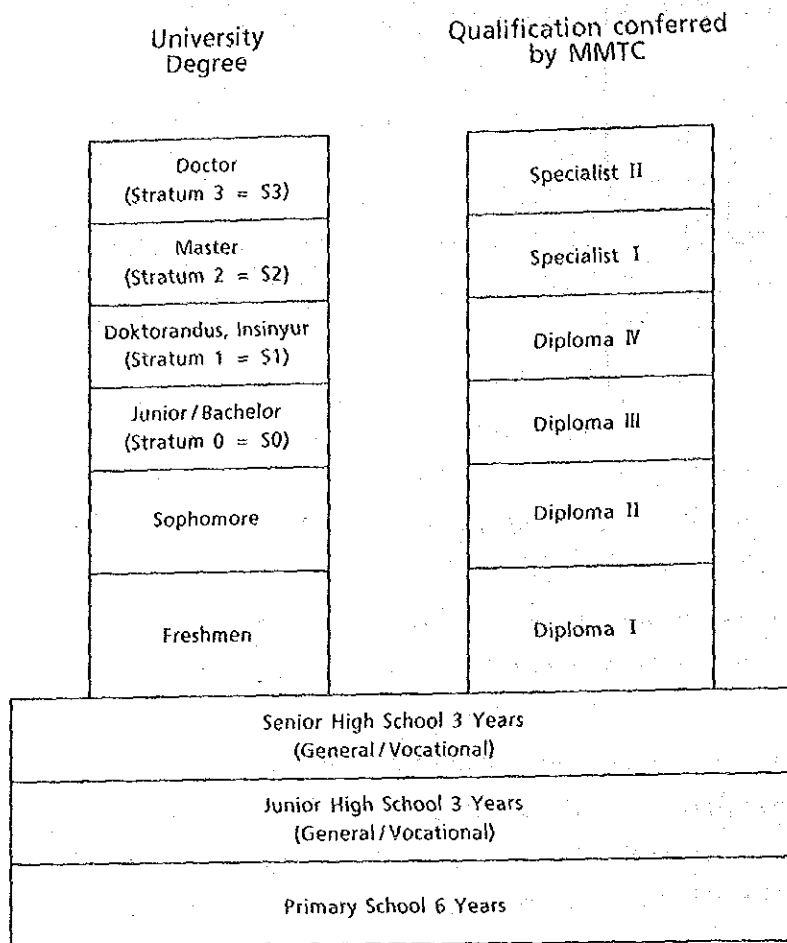 University
Degree
Qualification conferred
by MMTC
Doctor
(Stratum 3 = S3)
Master
(Stratum 2 = S2)
Doktorandus, Insinyur
(Stratum 1 = S1)
Junior/Bachelor
(Stratum 0 = S0)
Sophomore
Freshmen
Specialist II
Specialist I
Diploma IV
Diploma III
Diploma II
Diploma I
Senior High School 3 Years
(General/Vocational)
Junior High School 3 Years
(General/Vocational)
Primary School 6 Years